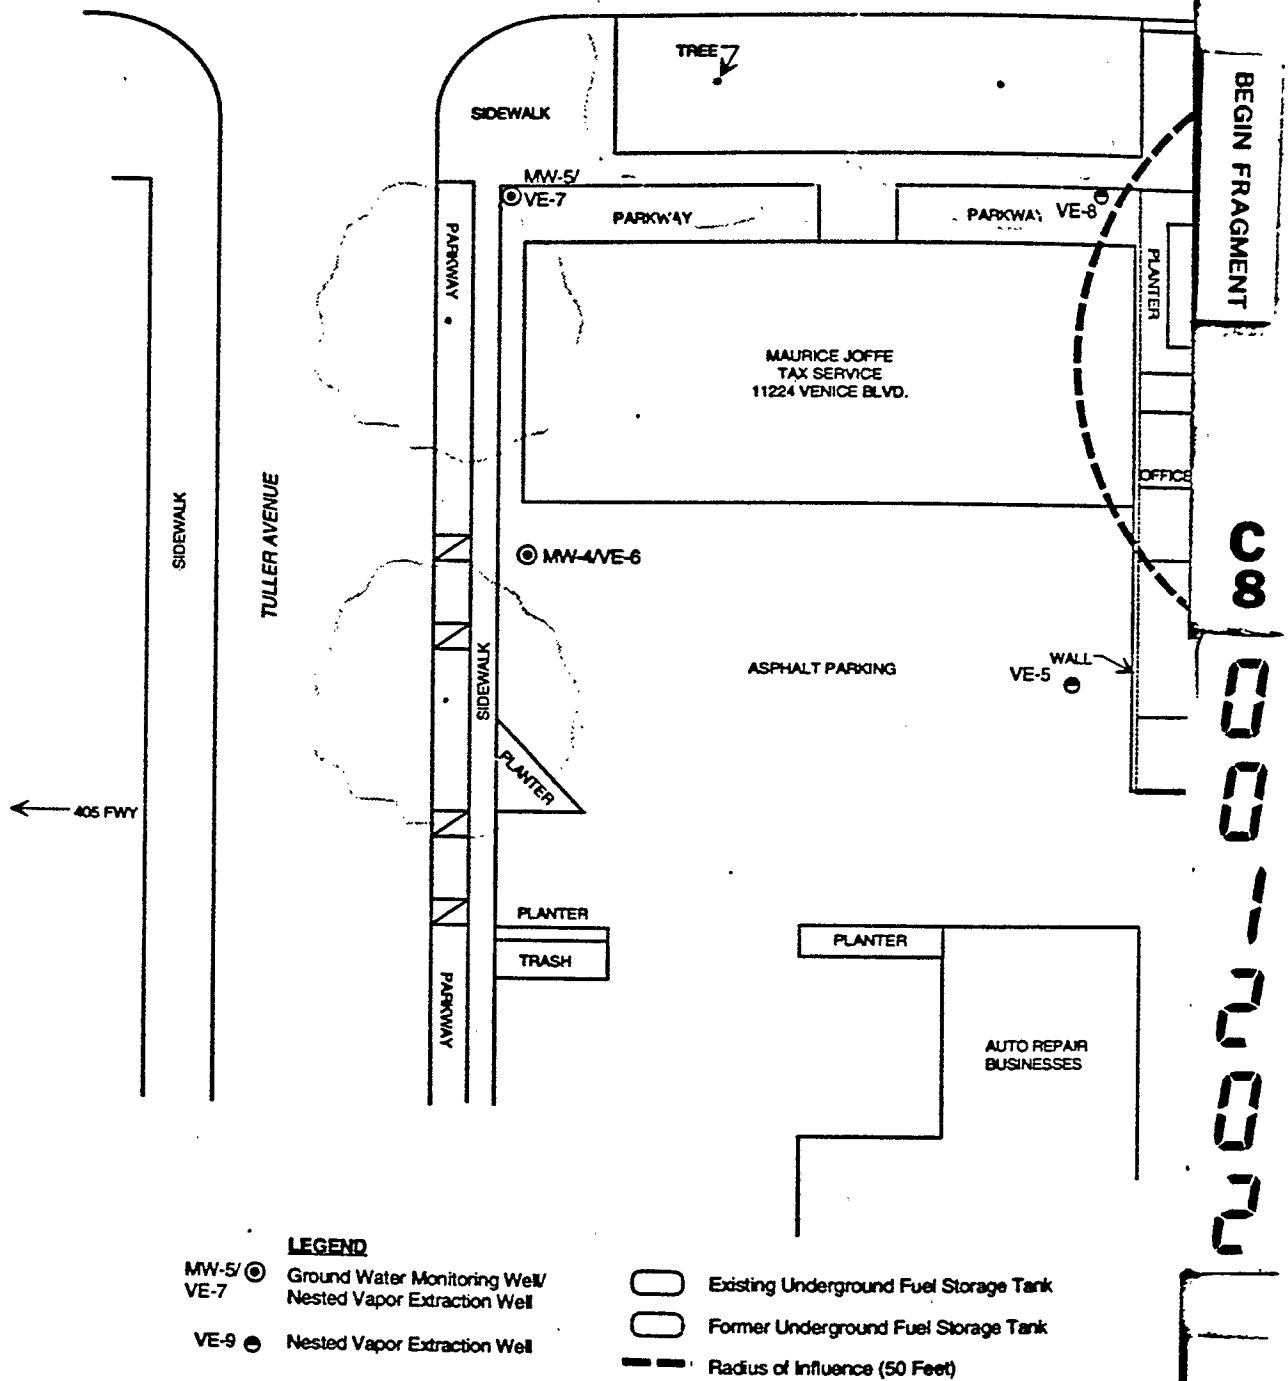 TREE
SIDEWALK
BEGIN FRAGMENT
MW-5/
VE-7
PARKWAY
PARKWAY
VE-8
PARKWAY
PLANTER
MAURICE JOFFE
TAX SERVICE
11224 VENICE BLVD.
OFFICE
SIDEWALK
TULLER AVENUE
MW-4/VE-6
C8
SIDEWALK
ASPHALT PARKING
WALL
VE-5
PLANTER
405 FWY
001202
PLANTER
TRASH
PLANTER
PARKWAY
AUTO REPAIR
BUSINESSES
LEGEND
MW-5/
VE-7
Ground Water Monitoring Well/
Nested Vapor Extraction Well
VE-9
Nested Vapor Extraction Well
Existing Underground Fuel Storage Tank
Former Underground Fuel Storage Tank
Radius of Influence (50 Feet)